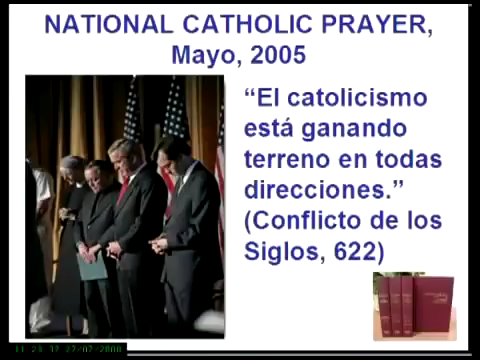 NATIONAL CATHOLIC PRAYER,
Mayo, 2005
“El catolicismo
está ganando
terreno en todas
direcciones.”
(Conflicto de los
Siglos, 622)